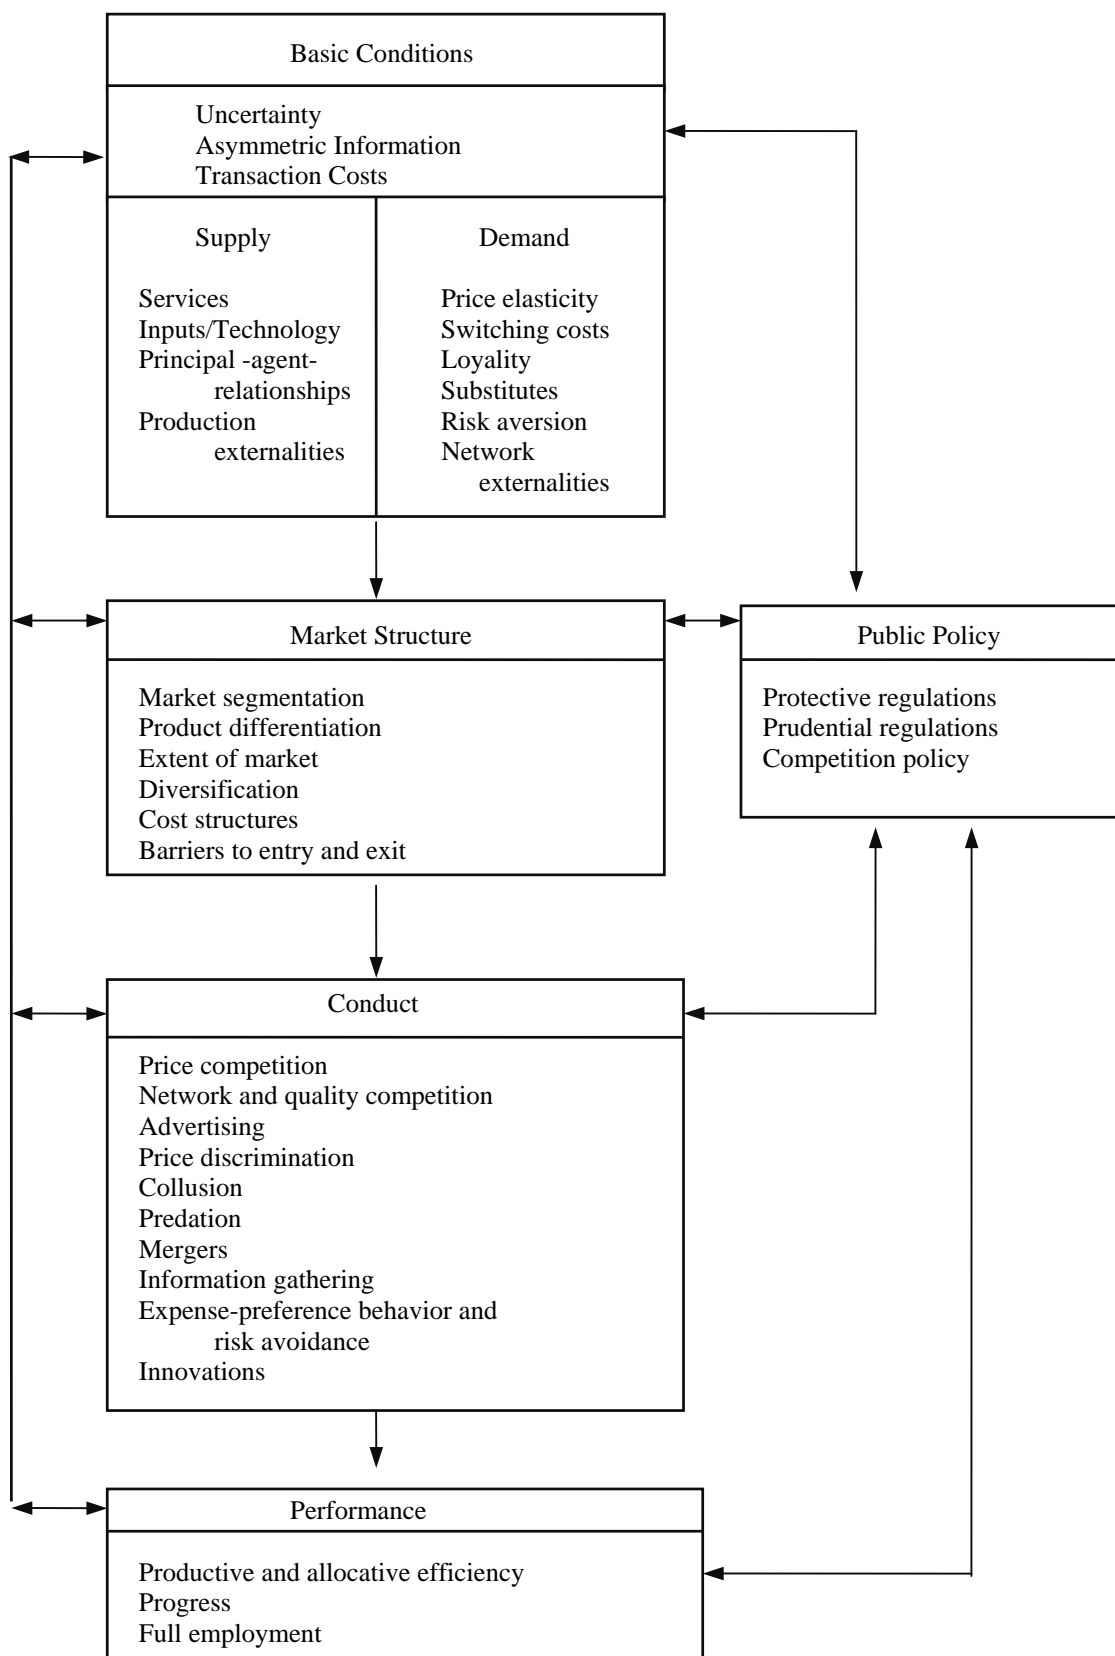 Basic Conditions
Uncertainty
Asymmetric Information
Transaction Costs
Supply
Services
Inputs/Technology
Principal -agent-
relationships
Production
externalities
Demand
Price elasticity
Switching costs
Loyality
Substitutes
Risk aversion
Network
externalities
Market Structure
Market segmentation
Product differentiation
Extent of market
Diversification
Cost structures
Barriers to entry and exit
Public Policy
Protective regulations
Prudential regulations
Competition policy
Conduct
Price competition
Network and quality competition
Advertising
Price discrimination
Collusion
Predation
Mergers
Information gathering
Expense-preference behavior and
risk avoidance
Innovations
Performance
Productive and allocative efficiency
Progress
Full employment